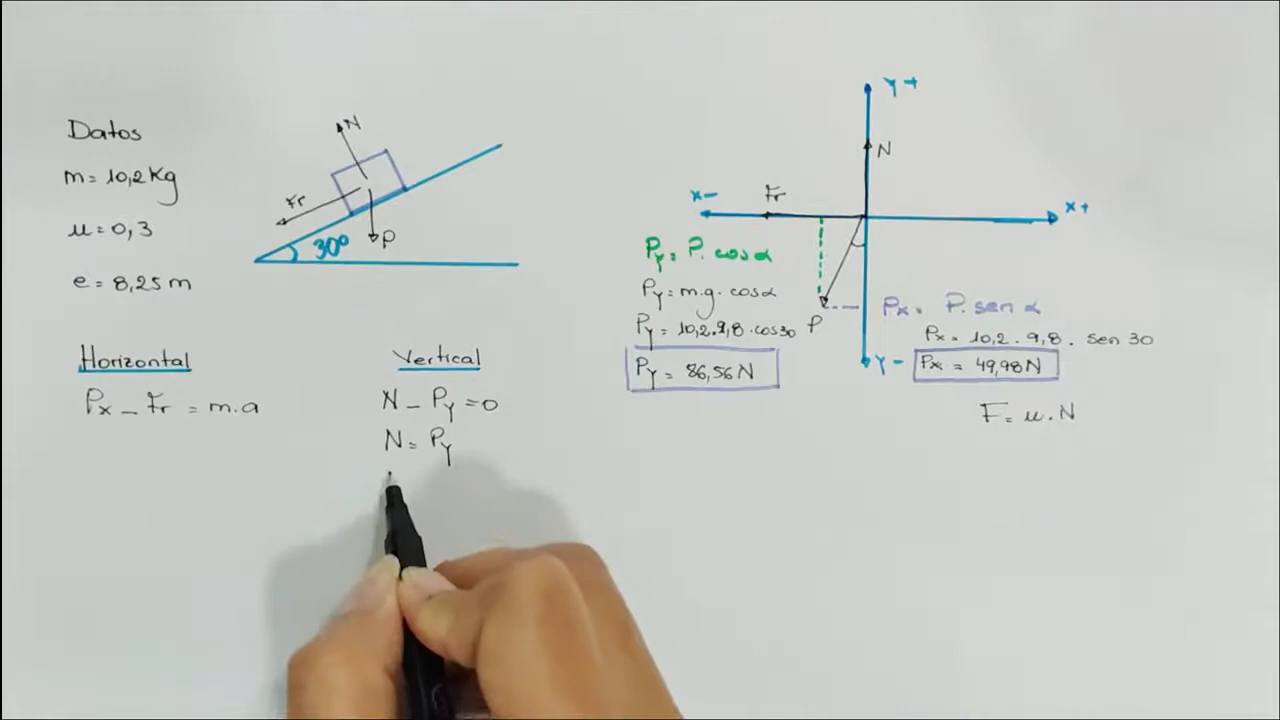 Datos
m = 10,2 Kg
u = 0,3
e = 8,25 m
N
Fr
P
30°
Horizontal
Px - Fr = m.a
Vertical
N - Py = 0
N = Py
y+
N
x-
Fr
x+
Py = P. cos α
Py = m.g. cos α
Py = 10,2 . 9,8 . cos 30
Py = 86,56 N
P
Px = P. sen α
Px = 10,2 . 9,8 . sen 30
y-
Px = 49,98 N
F = u . N